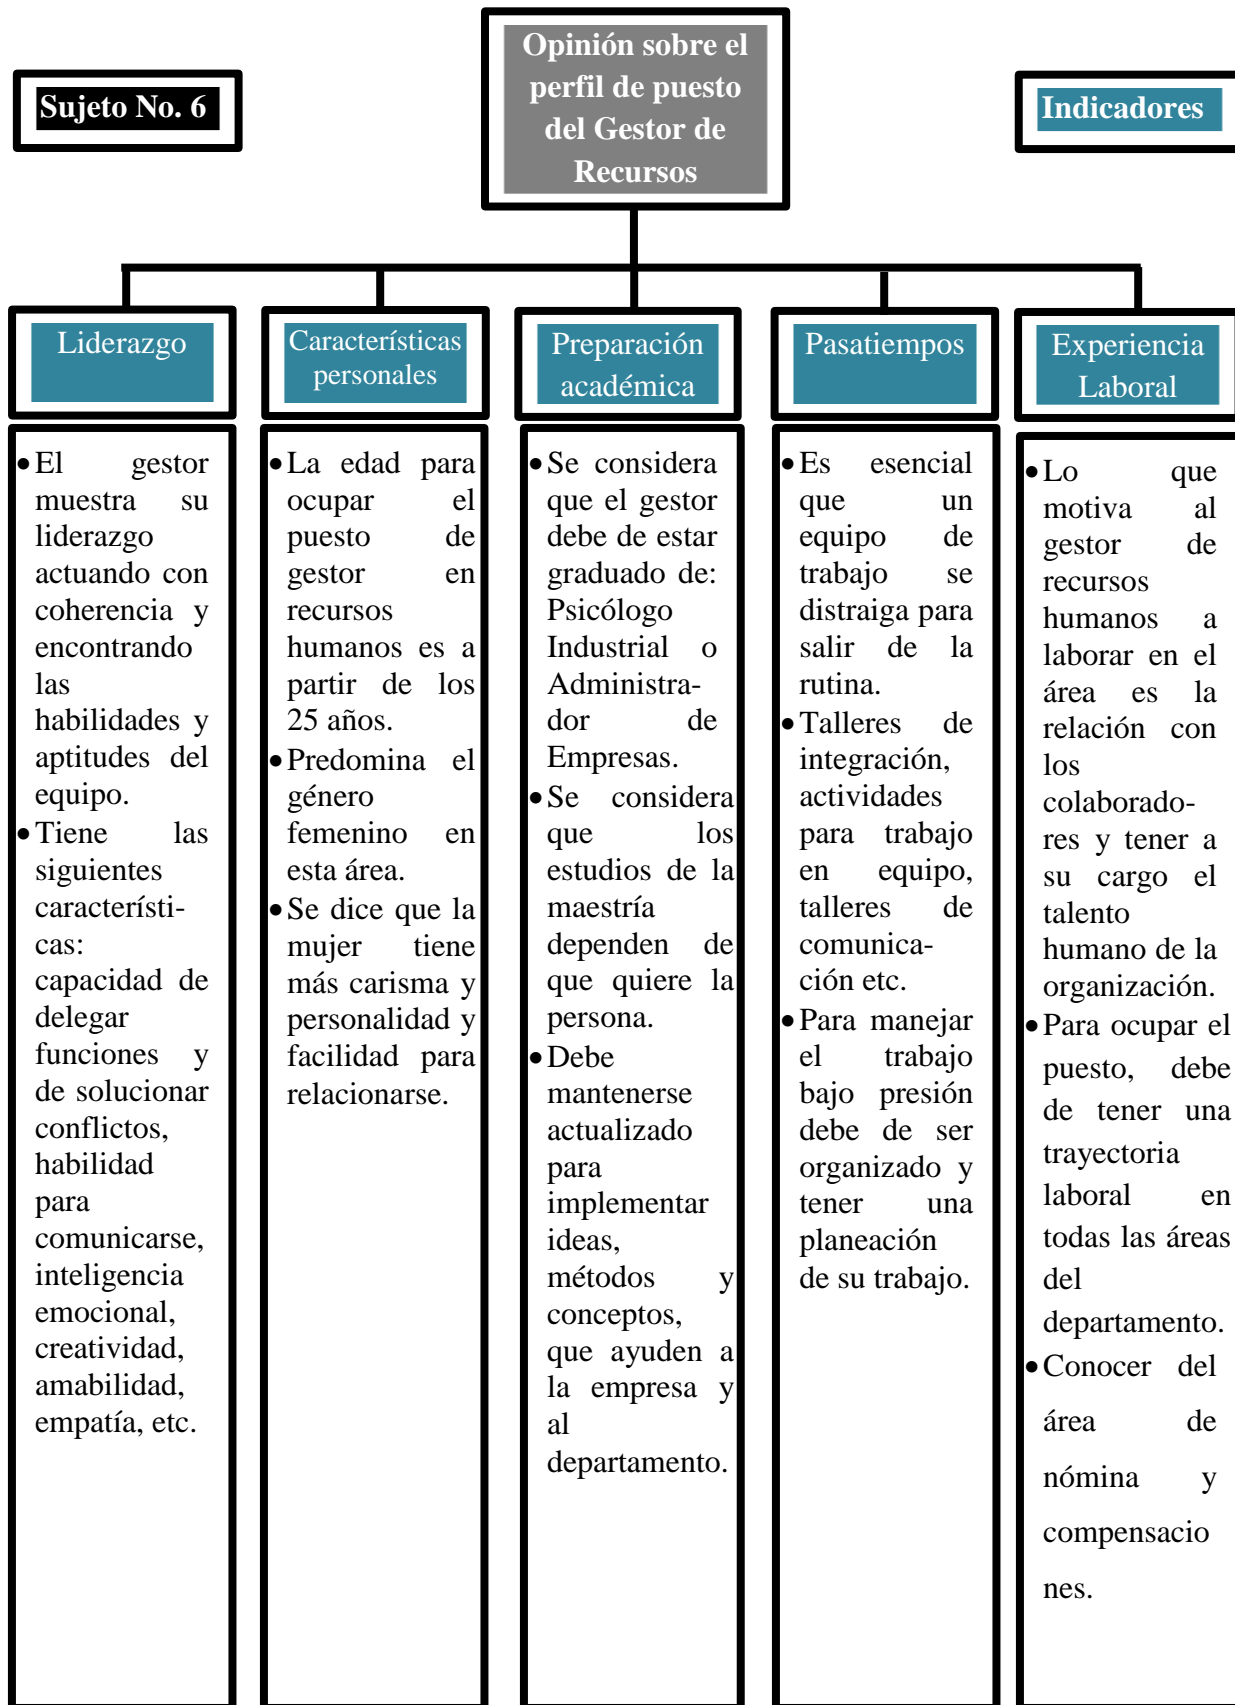 Opinión sobre el
perfil de puesto
del Gestor de
Recursos
Sujeto No. 6
Indicadores
Liderazgo
•El gestor
muestra su
liderazgo
actuando con
coherencia y
encontrando
las
habilidades y
aptitudes del
equipo.
•Tiene las
siguientes
característi-
cas:
capacidad de
delegar
funciones y
de solucionar
conflictos,
habilidad
para
comunicarse,
inteligencia
emocional,
creatividad,
amabilidad,
empatía, etc.
Características
personales
•La edad para
ocupar el
puesto de
gestor en
recursos
humanos es a
partir de los
25 años.
•Predomina el
género
femenino en
esta área.
•Se dice que la
mujer tiene
más carisma y
personalidad y
facilidad para
relacionarse.
Preparación
académica
•Se considera
que el gestor
debe de estar
graduado de:
Psicólogo
Industrial o
Administra-
dor de
Empresas.
•Se considera
que los
estudios de la
maestría
dependen de
que quiere la
persona.
•Debe
mantenerse
actualizado
para
implementar
ideas,
métodos y
conceptos,
que ayuden a
la empresa y
al
departamento.
Pasatiempos
•Es esencial
que un
equipo de
trabajo se
distraiga para
salir de la
rutina.
•Talleres de
integración,
actividades
para trabajo
en equipo,
talleres de
comunica-
ción etc.
•Para manejar
el trabajo
bajo presión
debe de ser
organizado y
tener una
planeación
de su trabajo.
Experiencia
Laboral
•Lo que
motiva al
gestor de
recursos
humanos a
laborar en el
área es la
relación con
los
colaborado-
res y tener a
su cargo el
talento
humano de la
organización.
•Para ocupar el
puesto, debe
de tener una
trayectoria
laboral en
todas las áreas
del
departamento.
•Conocer del
área de
nómina y
compensacio
nes.